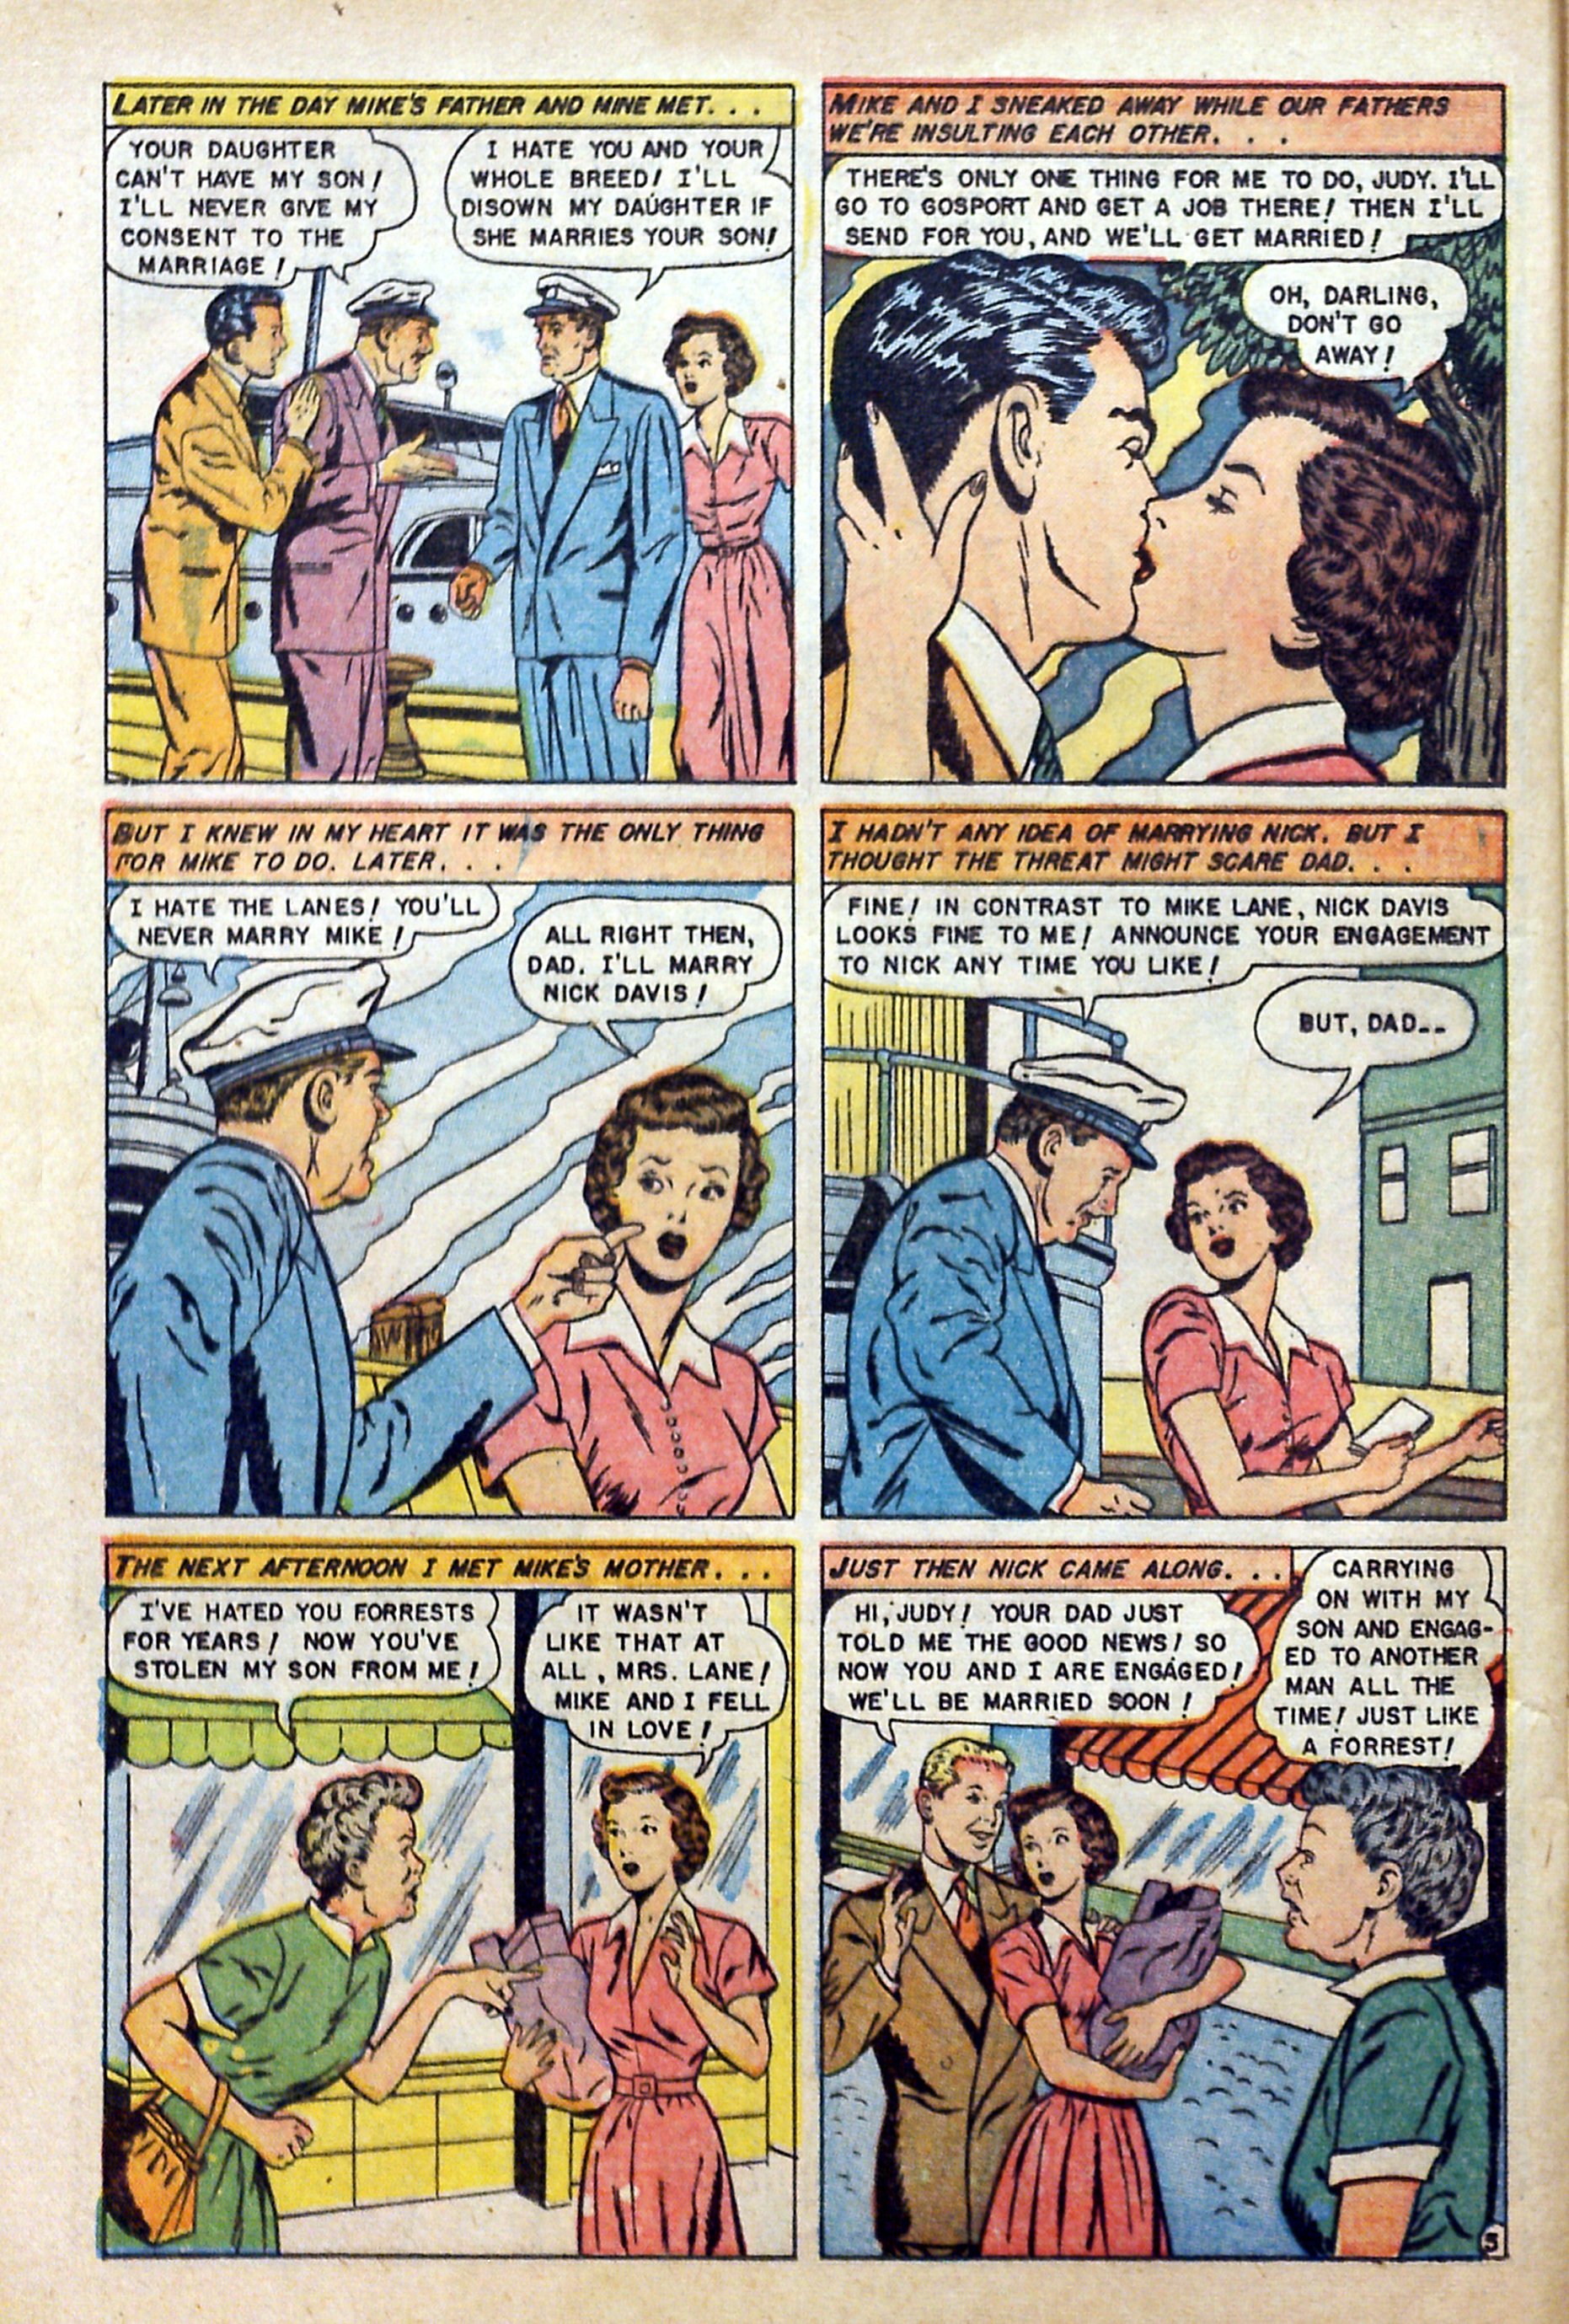 LATER IN THE DAY MIKE'S FATHER AND MINE MET. . .
YOUR DAUGHTER
CAN'T HAVE MY SON!
I'LL NEVER GIVE MY
CONSENT TO THE
MARRIAGE!
I HATE YOU AND YOUR
WHOLE BREED! I'LL
DISOWN MY DAUGHTER IF
SHE MARRIES YOUR SON!
MIKE AND I SNEAKED AWAY WHILE OUR FATHERS
WE'RE INSULTING EACH OTHER. . .
THERE'S ONLY ONE THING FOR ME TO DO, JUDY. I'LL
GO TO GOSPORT AND GET A JOB THERE! THEN I'LL
SEND FOR YOU, AND WE'LL GET MARRIED!
OH, DARLING,
DON'T GO
AWAY!
BUT I KNEW IN MY HEART IT WAS THE ONLY THING
FOR MIKE TO DO. LATER. . .
I HATE THE LANES! YOU'LL
NEVER MARRY MIKE!
ALL RIGHT THEN,
DAD. I'LL MARRY
NICK DAVIS!
I HADN'T ANY IDEA OF MARRYING NICK. BUT I
THOUGHT THE THREAT MIGHT SCARE DAD. . .
FINE! IN CONTRAST TO MIKE LANE, NICK DAVIS
LOOKS FINE TO ME! ANNOUNCE YOUR ENGAGEMENT
TO NICK ANY TIME YOU LIKE!
BUT, DAD--
THE NEXT AFTERNOON I MET MIKE'S MOTHER. . .
I'VE HATED YOU FORRESTS
FOR YEARS! NOW YOU'VE
STOLEN MY SON FROM ME!
IT WASN'T
LIKE THAT AT
ALL, MRS. LANE!
MIKE AND I FELL
IN LOVE!
JUST THEN NICK CAME ALONG. . .
HI, JUDY! YOUR DAD JUST
TOLD ME THE GOOD NEWS! SO
NOW YOU AND I ARE ENGAGED!
WE'LL BE MARRIED SOON!
CARRYING
ON WITH MY
SON AND ENGAG-
ED TO ANOTHER
MAN ALL THE
TIME! JUST LIKE
A FORREST!
5